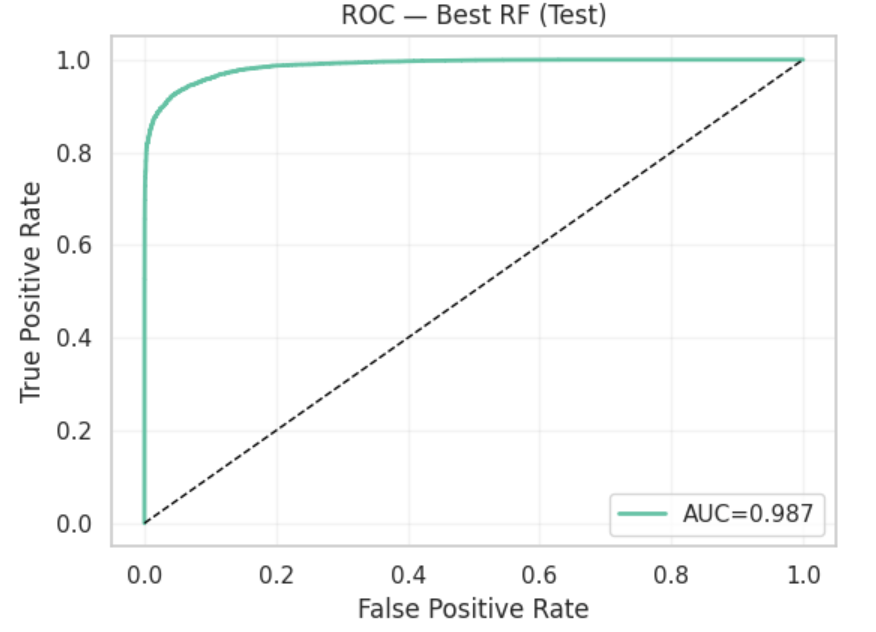 ROC — Best RF (Test)
True Positive Rate
1.0
0.8
0.6
0.4
0.2
0.0
AUC=0.987
0.0 0.2 0.4 0.6 0.8 1.0
False Positive Rate